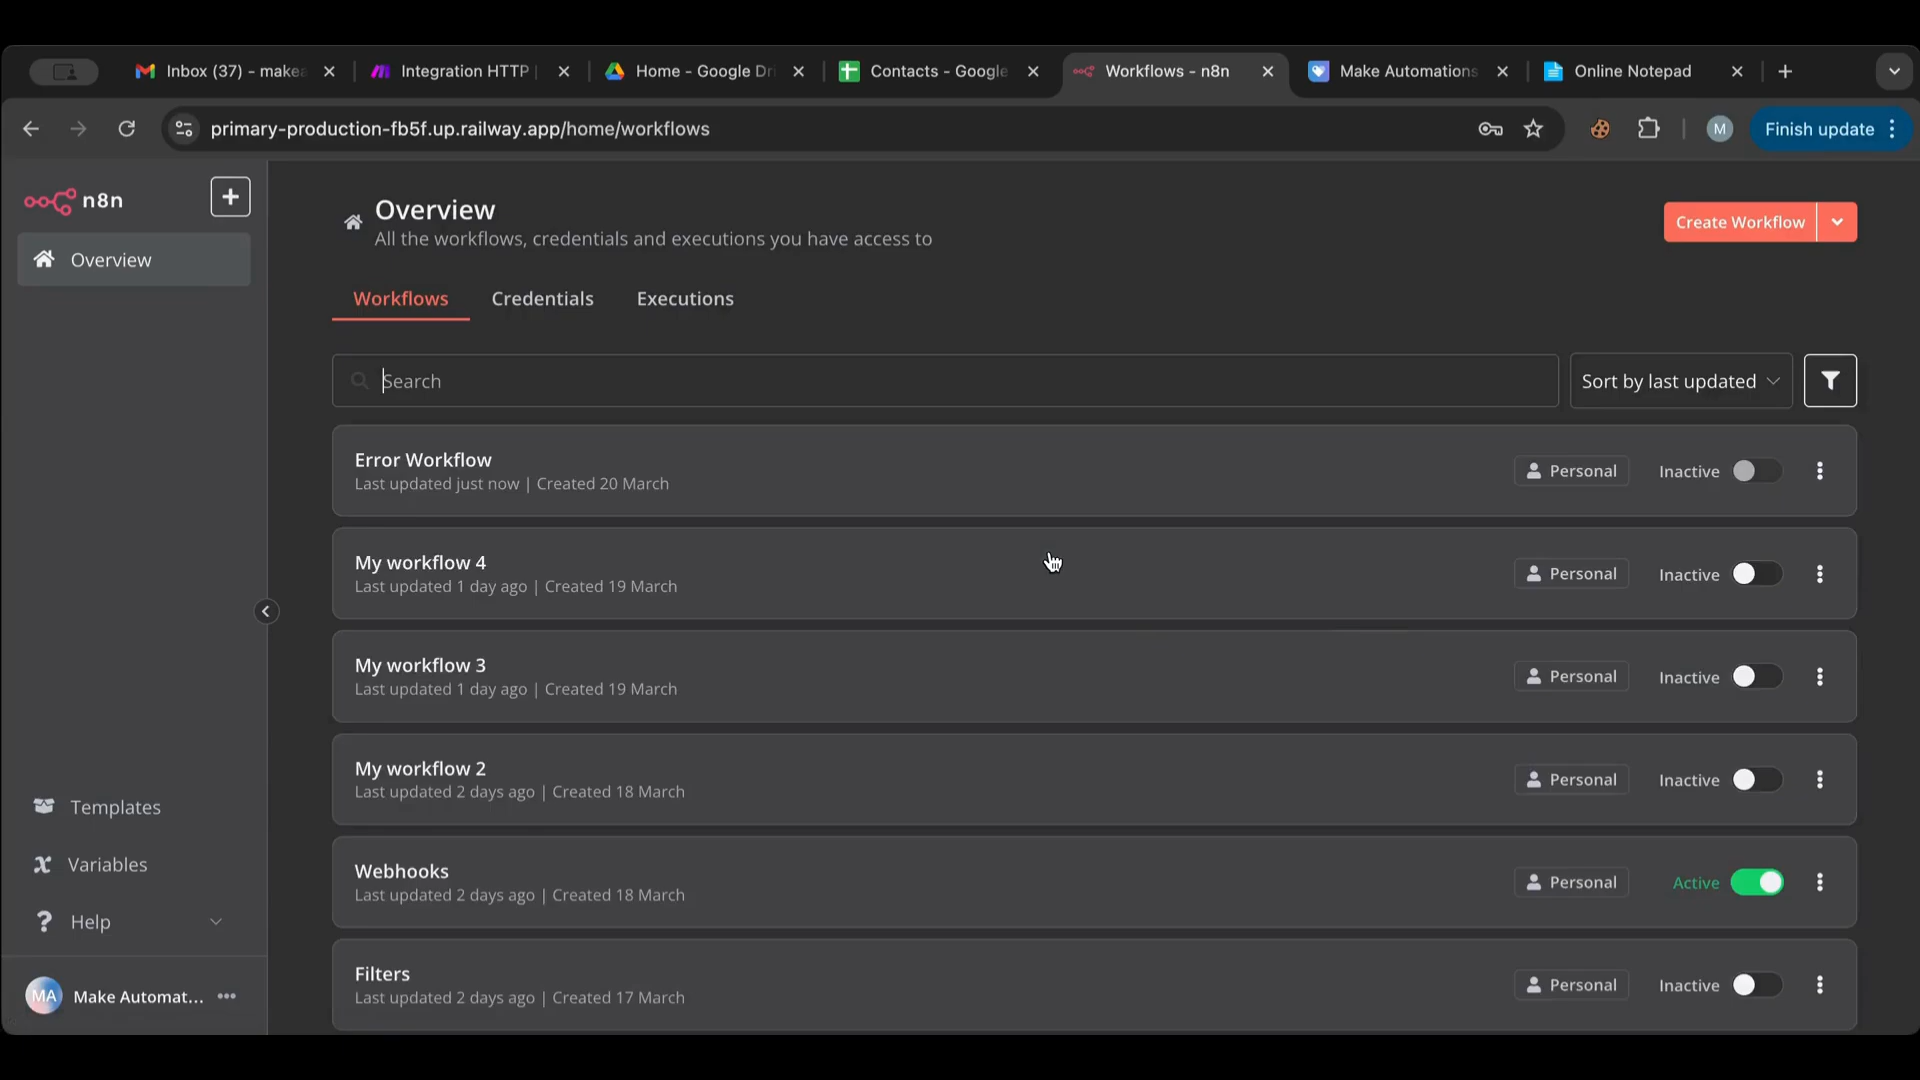 Inbox (37) - makea
Integration HTTP
Home - Google Dri
Contacts - Google
Workflows - n8n
Make Automations
Online Notepad
primary-production-fb5f.up.railway.app/home/workflows
M
Finish update
n8n
Overview
Templates
Variables
Help
MA
Make Automat...
Overview
All the workflows, credentials and executions you have access to
Create Workflow
Workflows
Credentials
Executions
Search
Sort by last updated
Error Workflow
Last updated just now | Created 20 March
Personal
Inactive
My workflow 4
Last updated 1 day ago | Created 19 March
Personal
Inactive
My workflow 3
Last updated 1 day ago | Created 19 March
Personal
Inactive
My workflow 2
Last updated 2 days ago | Created 18 March
Personal
Inactive
Webhooks
Last updated 2 days ago | Created 18 March
Personal
Active
Filters
Last updated 2 days ago | Created 17 March
Personal
Inactive